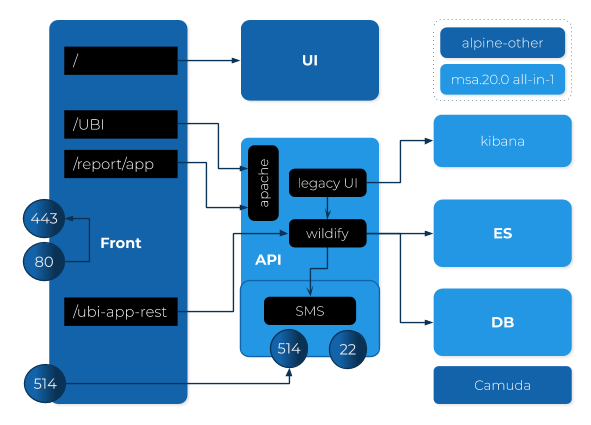 /
/UBI
/report/app
443
80
Front
/ubi-app-rest
514
UI
apache
legacy UI
wildify
API
SMS
514
22
alpine-other
msa.20.0 all-in-1
kibana
ES
DB
Camuda